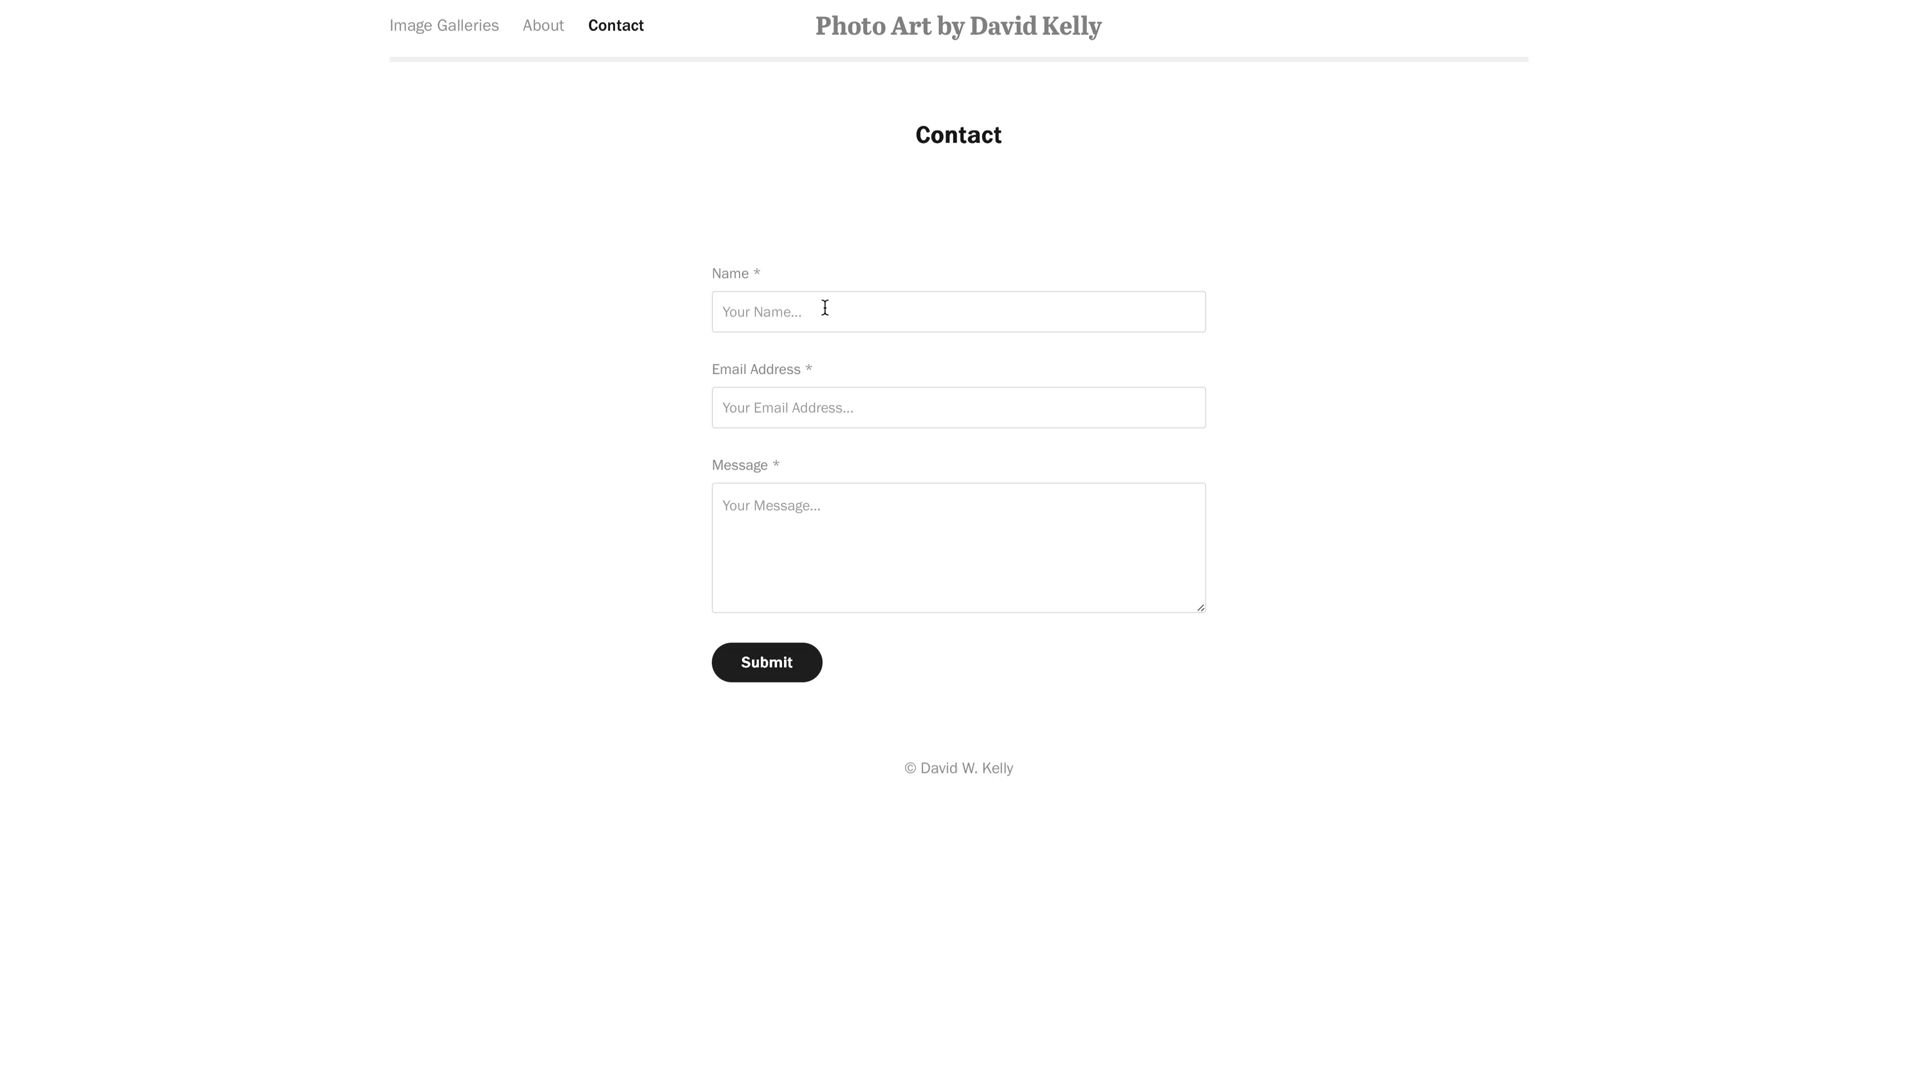 Image Galleries About Contact Photo Art by David Kelly
Contact
Name *
Your Name...
Email Address *
Your Email Address...
Message *
Your Message...
Submit
© David W. Kelly